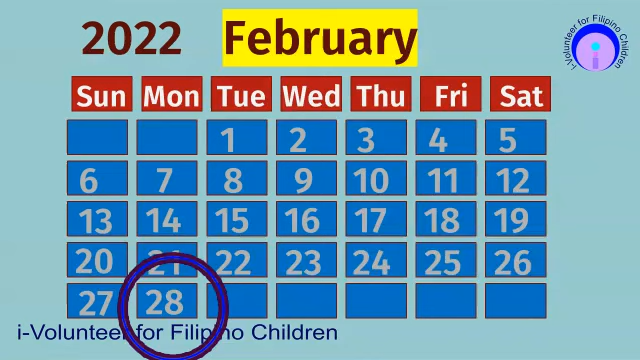 2022 February
i-Volunteer for Filipino Children
Sun Mon Tue Wed Thu Fri Sat
1 2 3 4 5
6 7 8 9 10 11 12
13 14 15 16 17 18 19
20 21 22 23 24 25 26
27 28
i-Volunteer for Filipino Children